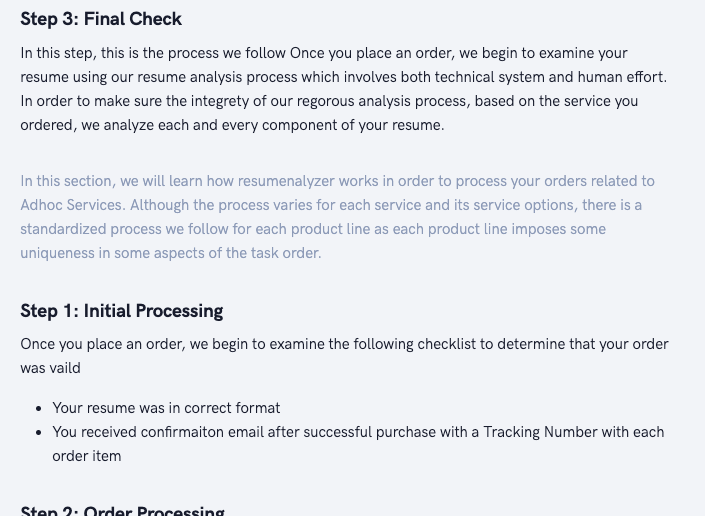 Step 3: Final Check
In this step, this is the process we follow Once you place an order, we begin to examine your
resume using our resume analysis process which involves both technical system and human effort.
In order to make sure the integrety of our regorous analysis process, based on the service you
ordered, we analyze each and every component of your resume.
In this section, we will learn how resumenalyzer works in order to process your orders related to
Adhoc Services. Although the process varies for each service and its service options, there is a
standardized process we follow for each product line as each product line imposes some
uniqueness in some aspects of the task order.
Step 1: Initial Processing
Once you place an order, we begin to examine the following checklist to determine that your order
was vaild
• Your resume was in correct format
• You received confirmaiton email after successful purchase with a Tracking Number with each
order item
Step 2: Order Processing